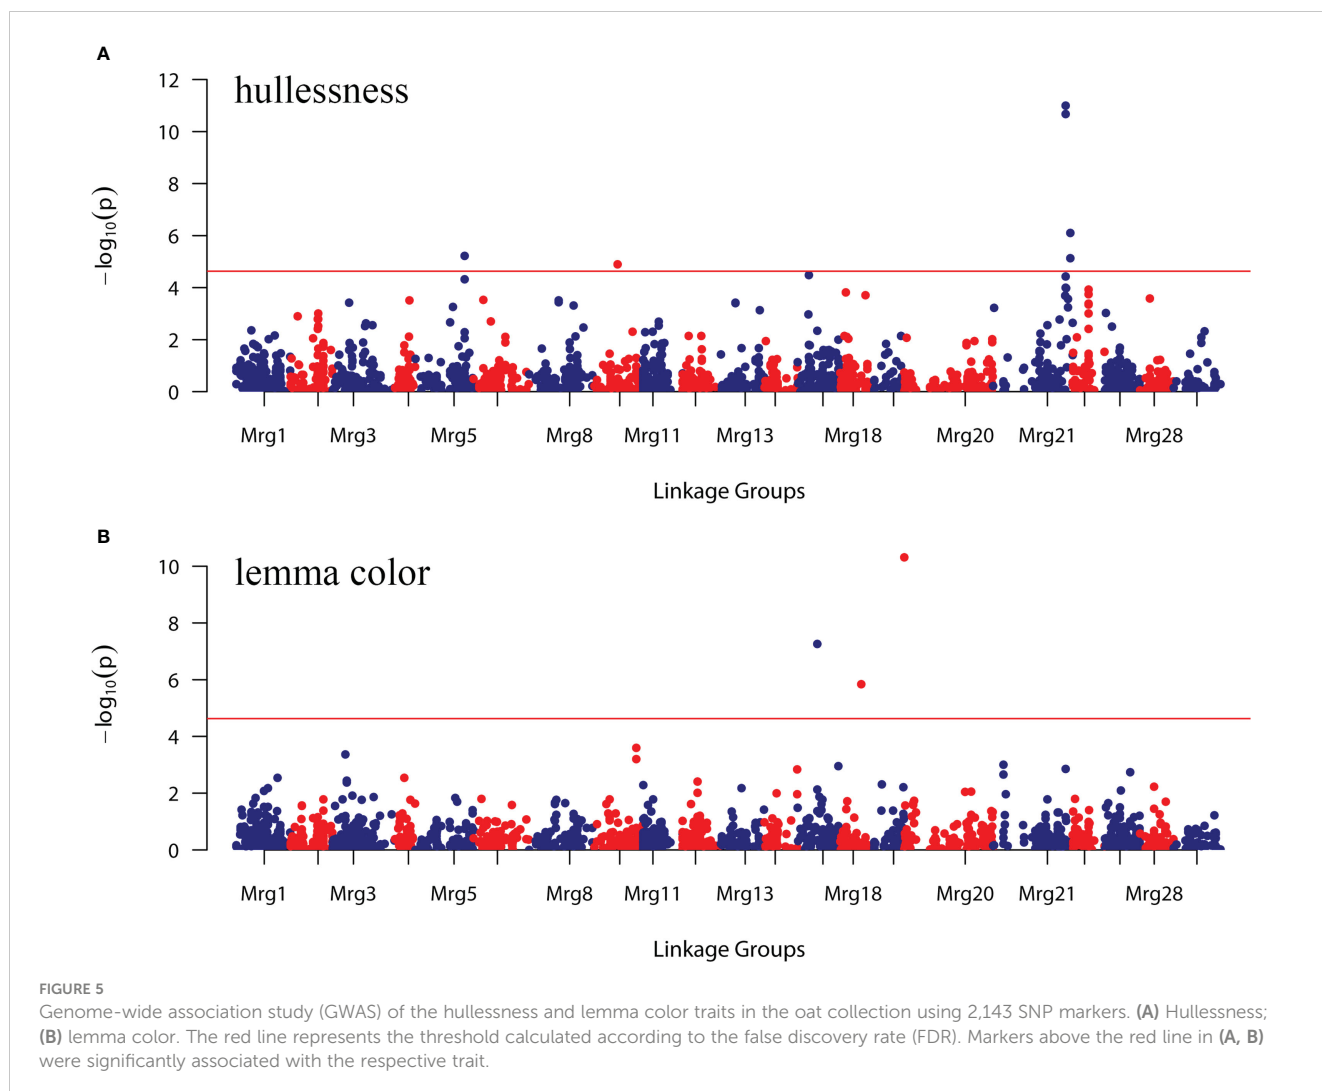 A
hullessness
12
10
8
6
4
2
0
−log10(p)
Mrg1 Mrg3 Mrg5 Mrg8 Mrg11 Mrg13 Mrg18 Mrg20 Mrg21 Mrg28
Linkage Groups
B
lemma color
10
8
6
4
2
0
−log10(p)
Mrg1 Mrg3 Mrg5 Mrg8 Mrg11 Mrg13 Mrg18 Mrg20 Mrg21 Mrg28
Linkage Groups
FIGURE 5
Genome-wide association study (GWAS) of the hullessness and lemma color traits in the oat collection using 2,143 SNP markers. (A) Hullessness;
(B) lemma color. The red line represents the threshold calculated according to the false discovery rate (FDR). Markers above the red line in (A, B)
were significantly associated with the respective trait.